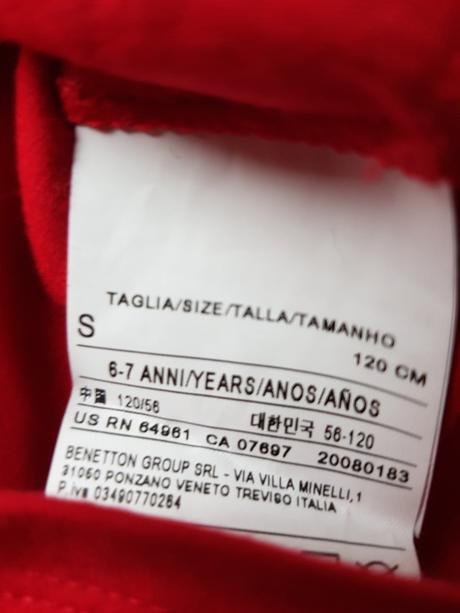 TAGLIA/SIZE/TALLA/TAMANHO
S 120 CM
6-7 ANNI/YEARS/ANOS/AÑOS
中国 120/56 대한민국 56-120
US RN 64961 CA 07697 20080183
BENETTON GROUP SRL - VIA VILLA MINELLI, 1
31050 PONZANO VENETO TREVISO ITALIA
P.iva 03490770264